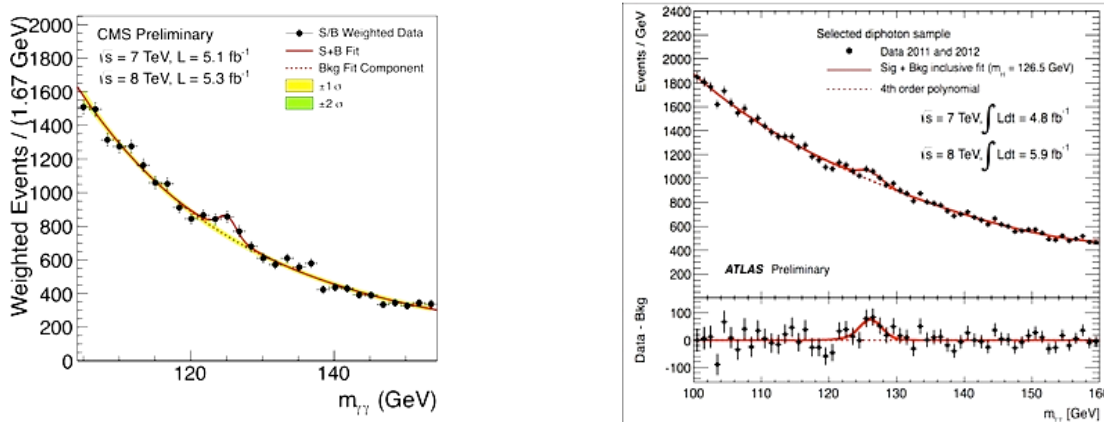 CMS Preliminary
√s = 7 TeV, L = 5.1 fb⁻¹
√s = 8 TeV, L = 5.3 fb⁻¹
S/B Weighted Data
S+B Fit
Bkg Fit Component
±1 σ
±2 σ
Weighted Events / (1.67 GeV)
2000
1800
1600
1400
1200
1000
800
600
400
200
0
120
140
mγγ (GeV)
Selected diphoton sample
Data 2011 and 2012
Sig + Bkg inclusive fit (mH = 126.5 GeV)
4th order polynomial
√s = 7 TeV, ∫ Ldt = 4.8 fb⁻¹
√s = 8 TeV, ∫ Ldt = 5.9 fb⁻¹
ATLAS Preliminary
Events / GeV
2400
2200
2000
1800
1600
1400
1200
1000
800
600
400
200
Data - Bkg
100
0
-100
100
110
120
130
140
150
160
mγγ [GeV]